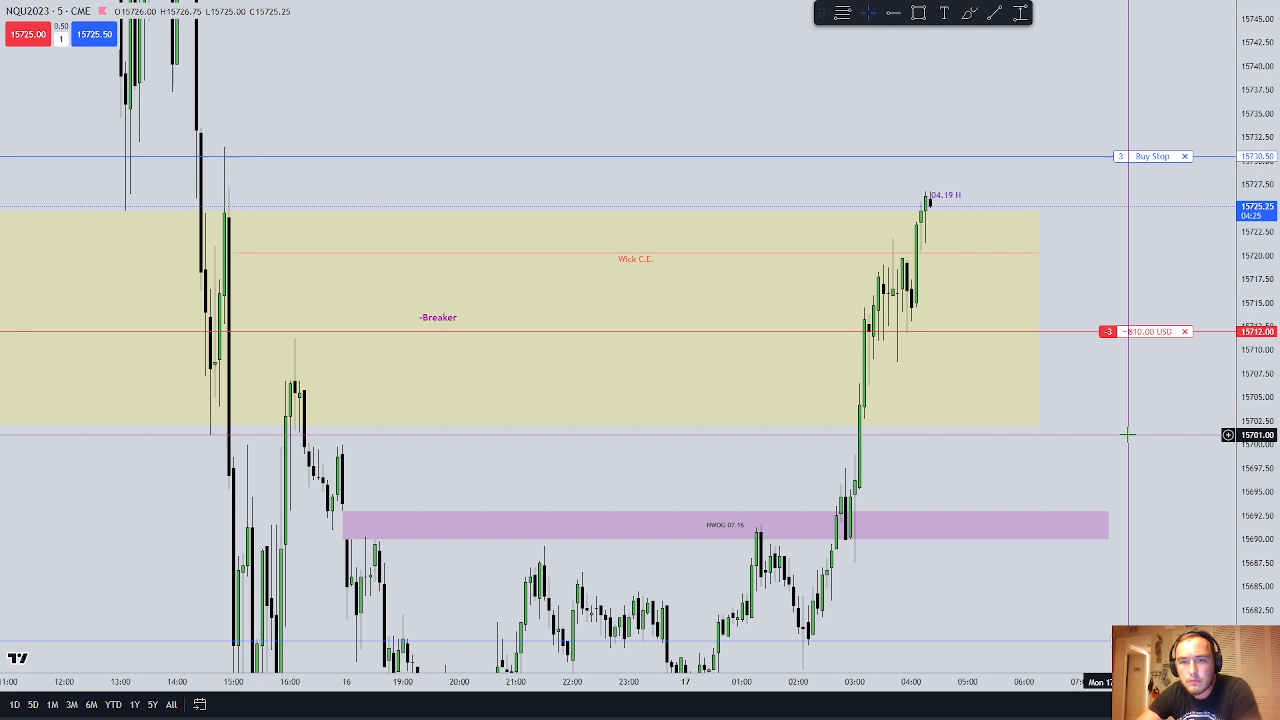 NQU2023 · 5 · CME O15726.00 H15726.75 L15725.00 C15725.25
15725.00 0.50 1 15725.50
15745.00
15742.50
15740.00
15737.50
15735.00
15732.50
3 Buy Stop × 15730.50
15727.50
04.19 H
15725.25
04:25
15722.50
15720.00
Wick C.E.
15717.50
15715.00
-Breaker
-3 -810.00 USD × 15712.00
15710.00
15707.50
15705.00
15702.50
15701.00
15700.00
15697.50
15695.00
15692.50
NWOG 07.16
15690.00
15687.50
15685.00
15682.50
11:00 12:00 13:00 14:00 15:00 16:00 16 19:00 20:00 21:00 22:00 23:00 17 01:00 02:00 03:00 04:00 05:00 06:00 Mon 17
1D 5D 1M 3M 6M YTD 1Y 5Y All